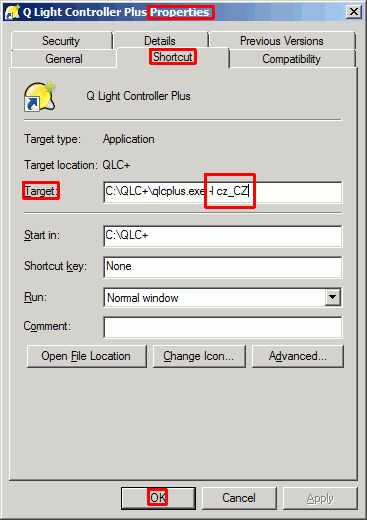 Q Light Controller Plus Properties
Security Details Previous Versions
General Shortcut Compatibility
Q Light Controller Plus
Target type: Application
Target location: QLC+
Target: C:\QLC+\qlcplus.exe -l cz_CZ
Start in: C:\QLC+
Shortcut key: None
Run: Normal window
Comment:
Open File Location Change Icon... Advanced...
OK Cancel Apply